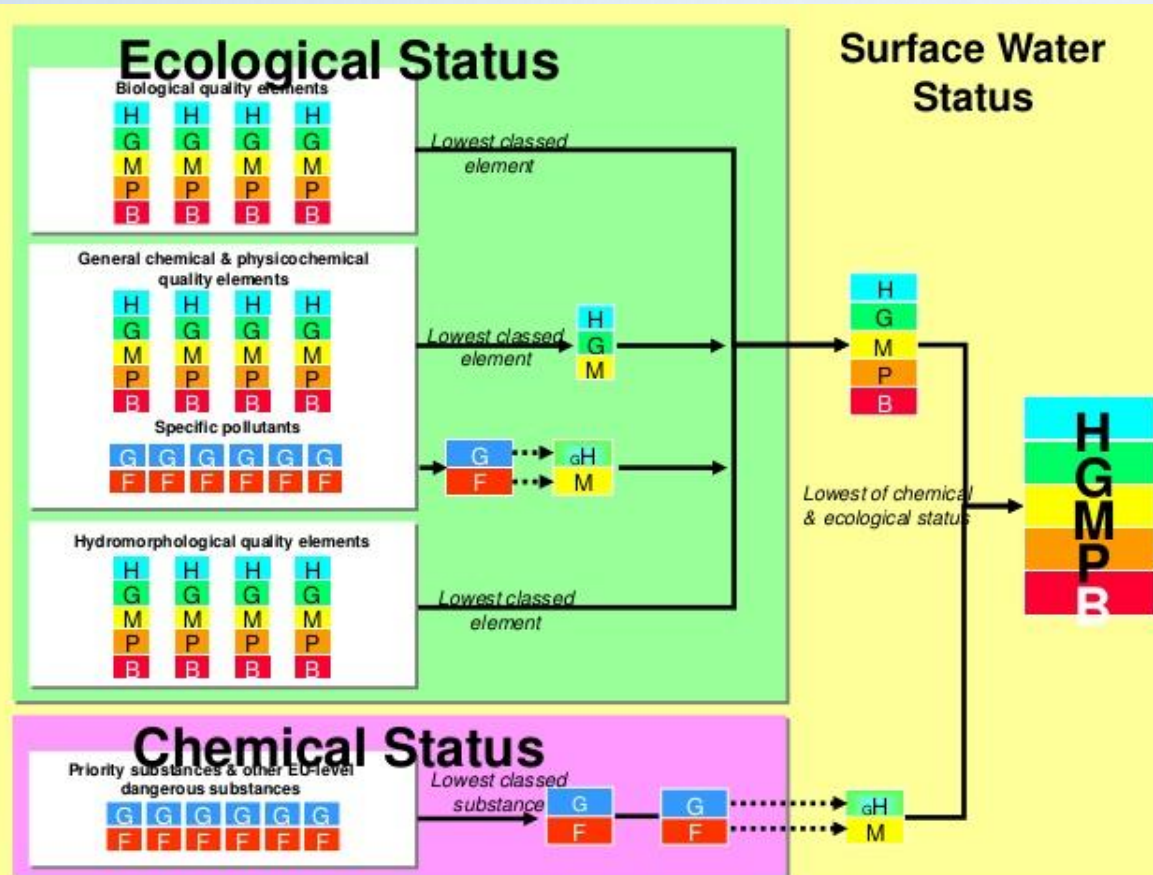 Ecological Status
Surface Water
Status
Biological quality elements
H H H H
G G G G
M M M M
P P P P
B B B B
Lowest classed
element
General chemical & physicochemical
quality elements
H H H H
G G G G
M M M M
P P P P
B B B B
Lowest classed
element
H
G
M
Specific pollutants
G G G G G G
F F F F F F
G
F
GH
M
Hydromorphological quality elements
H H H H
G G G G
M M M M
P P P P
B B B B
Lowest classed
element
H
G
M
P
B
Lowest of chemical
& ecological status
H
G
M
P
B
Chemical Status
Priority substances & other EU-level
dangerous substances
G G G G G G
F F F F F F
Lowest classed
substance
G
F
G
F
GH
M